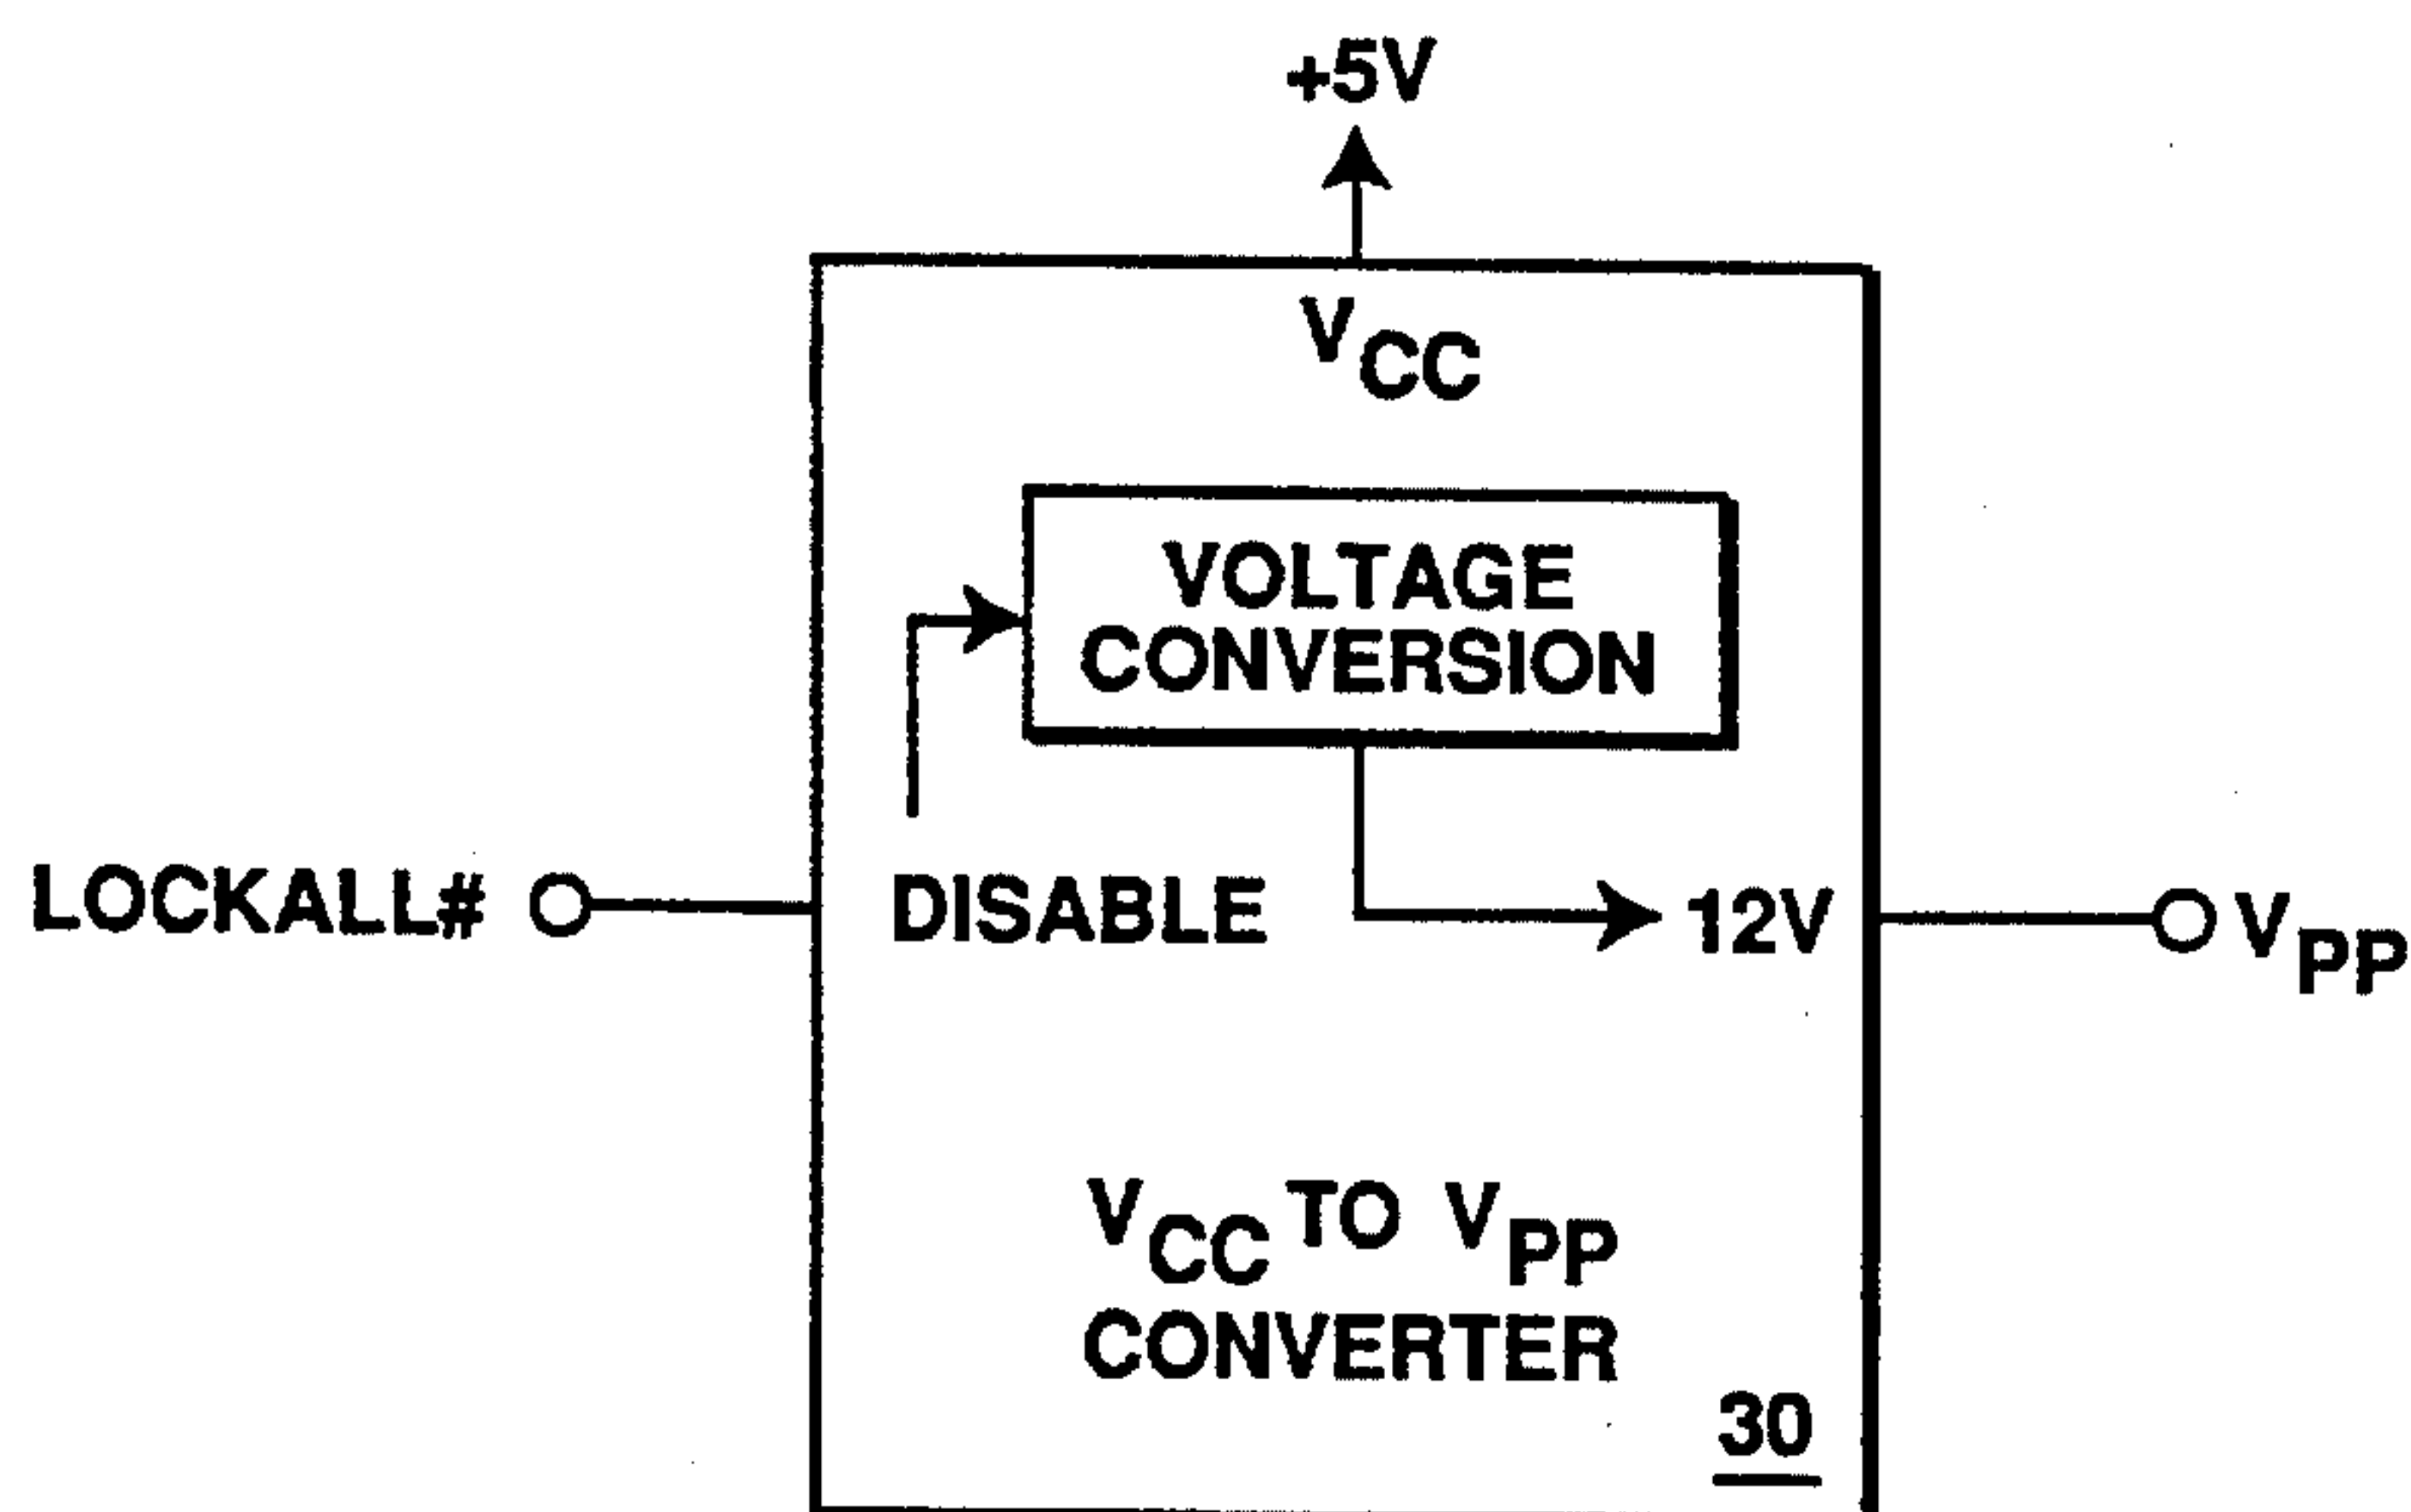 +5V
VCC
VOLTAGE
CONVERSION
LOCKALL#
DISABLE
12V
VPP
VCC TO VPP
CONVERTER
30